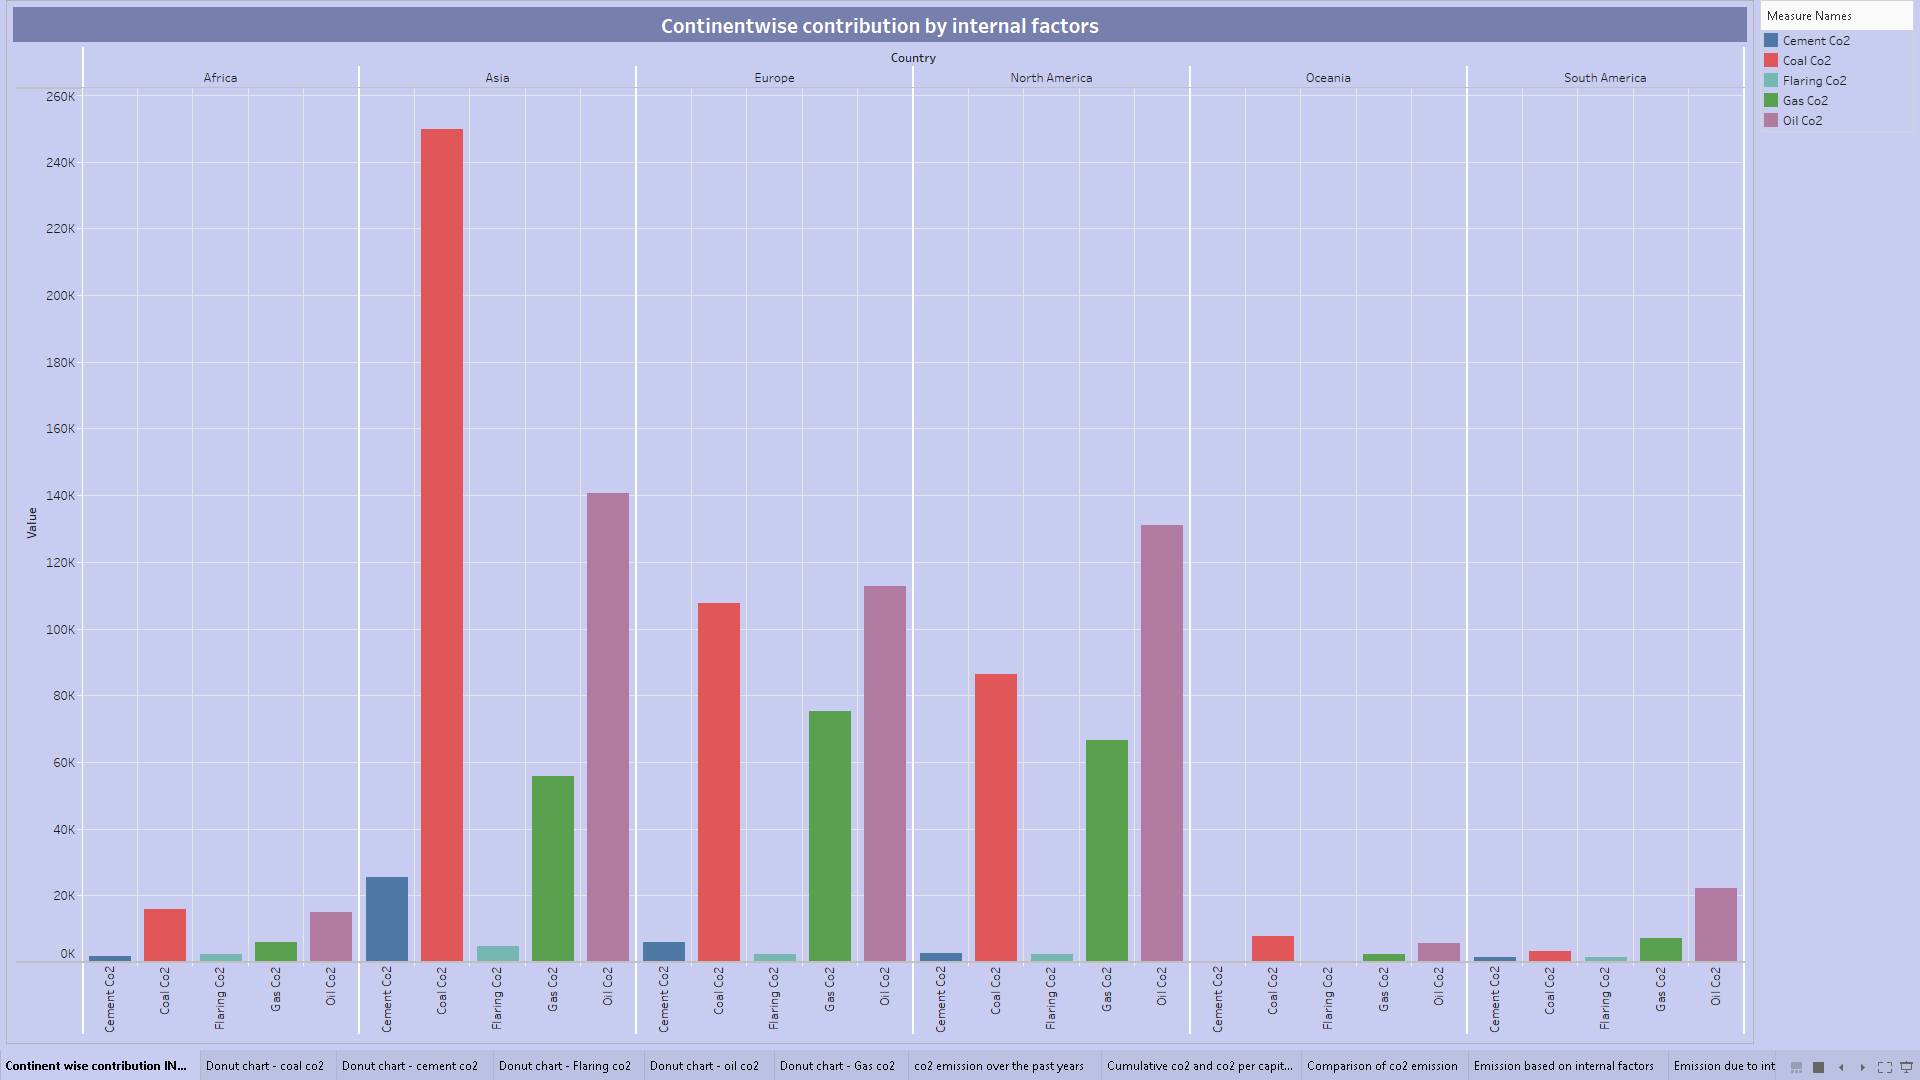 Continentwise contribution by internal factors
Measure Names
Cement Co2
Coal Co2
Flaring Co2
Gas Co2
Oil Co2
Country
Africa
Asia
Europe
North America
Oceania
South America
260K
240K
220K
200K
180K
160K
140K
120K
100K
80K
60K
40K
20K
0K
Value
Cement Co2
Coal Co2
Flaring Co2
Gas Co2
Oil Co2
Cement Co2
Coal Co2
Flaring Co2
Gas Co2
Oil Co2
Cement Co2
Coal Co2
Flaring Co2
Gas Co2
Oil Co2
Cement Co2
Coal Co2
Flaring Co2
Gas Co2
Oil Co2
Cement Co2
Coal Co2
Flaring Co2
Gas Co2
Oil Co2
Cement Co2
Coal Co2
Flaring Co2
Gas Co2
Oil Co2
Continent wise contribution IN...
Donut chart - coal co2
Donut chart - cement co2
Donut chart - Flaring co2
Donut chart - oil co2
Donut chart - Gas co2
co2 emission over the past years
Cumulative co2 and co2 per capit...
Comparison of co2 emission
Emission based on internal factors
Emission due to int